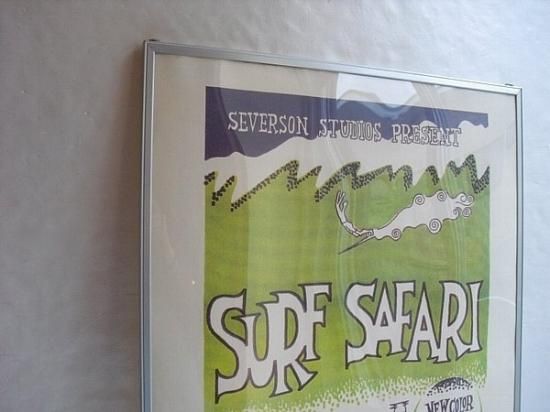 SEVERSON STUDIOS PRESENT
SURF SAFARI
NEW COLOR